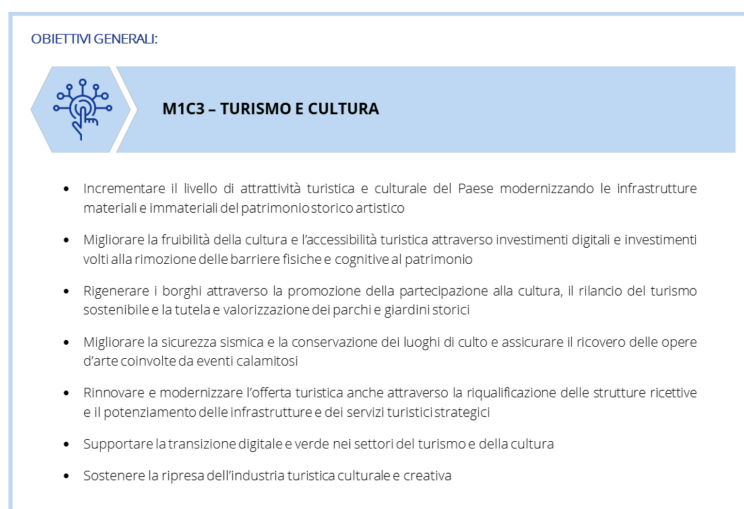 OBIETTIVI GENERALI:
M1C3 – TURISMO E CULTURA
• Incrementare il livello di attrattività turistica e culturale del Paese modernizzando le infrastrutture
materiali e immateriali del patrimonio storico artistico
• Migliorare la fruibilità della cultura e l'accessibilità turistica attraverso investimenti digitali e investimenti
volti alla rimozione delle barriere fisiche e cognitive al patrimonio
• Rigenerare i borghi attraverso la promozione della partecipazione alla cultura, il rilancio del turismo
sostenibile e la tutela e valorizzazione dei parchi e giardini storici
• Migliorare la sicurezza sismica e la conservazione dei luoghi di culto e assicurare il ricovero delle opere
d'arte coinvolte da eventi calamitosi
• Rinnovare e modernizzare l'offerta turistica anche attraverso la riqualificazione delle strutture ricettive
e il potenziamento delle infrastrutture e dei servizi turistici strategici
• Supportare la transizione digitale e verde nei settori del turismo e della cultura
• Sostenere la ripresa dell'industria turistica culturale e creativa